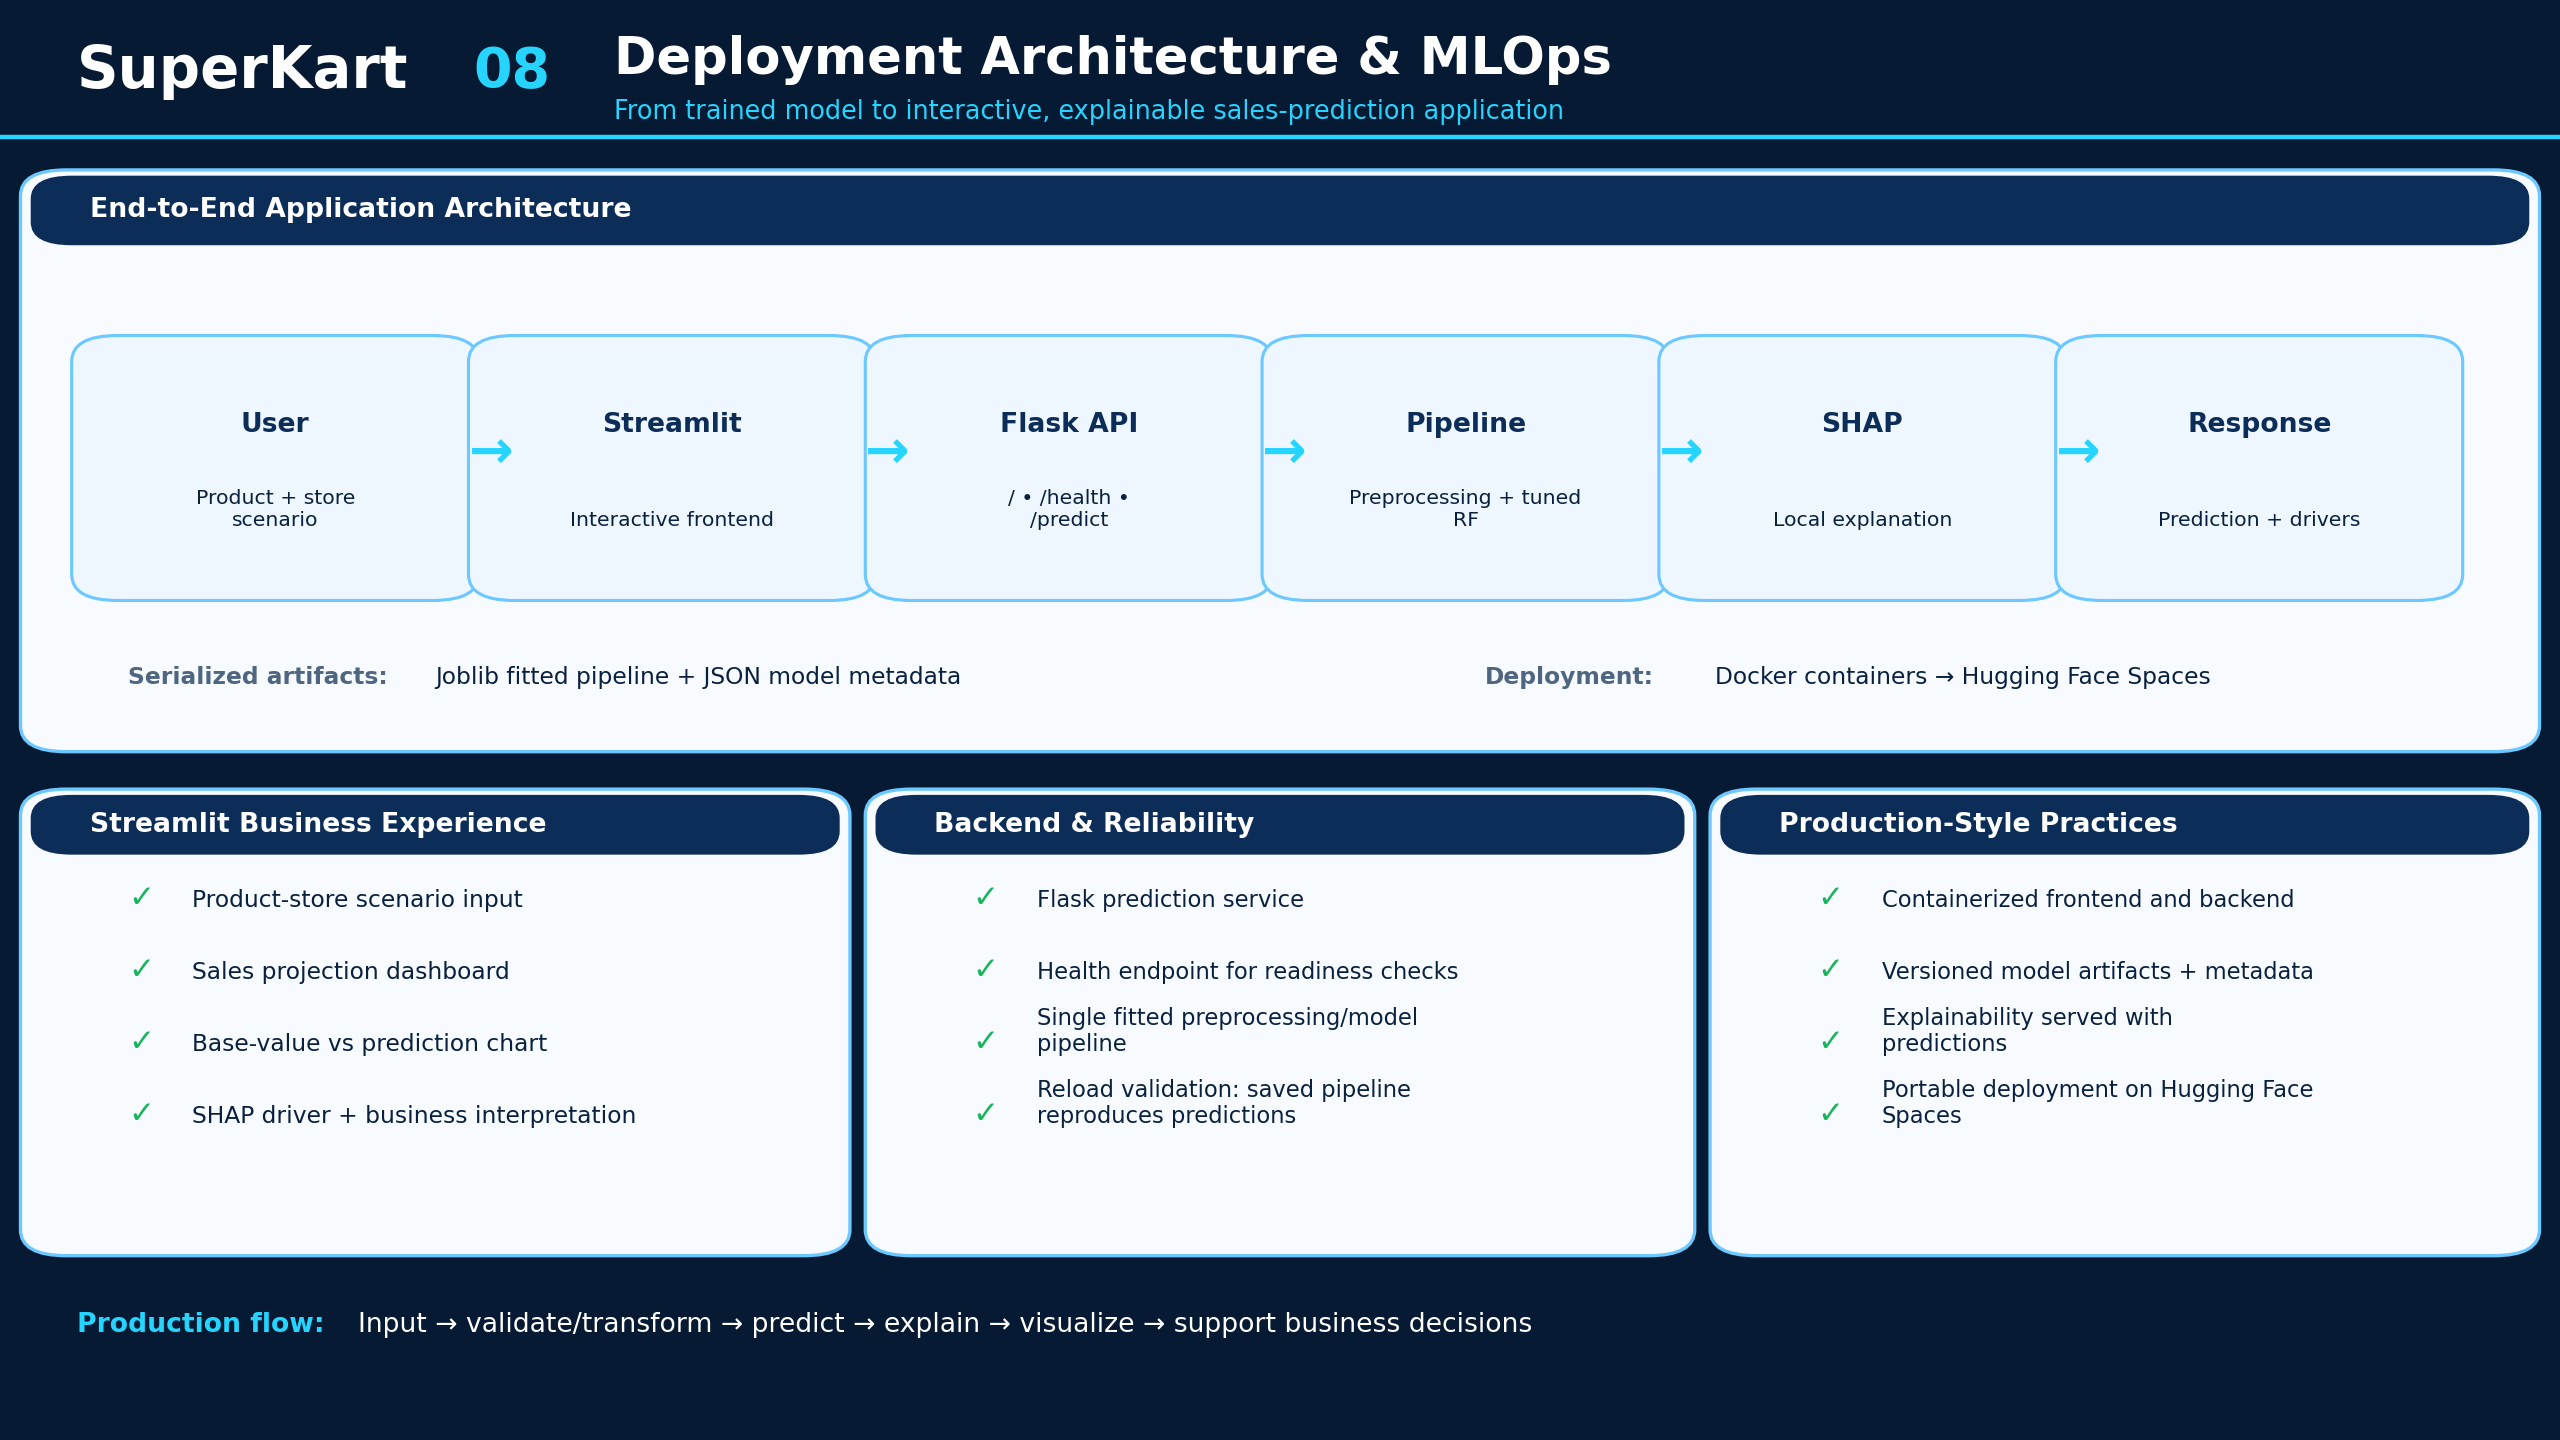 SuperKart 08 Deployment Architecture & MLOps
From trained model to interactive, explainable sales-prediction application
End-to-End Application Architecture
User
Product + store
scenario
→
Streamlit
Interactive frontend
→
Flask API
/ • /health •
/predict
→
Pipeline
Preprocessing + tuned
RF
→
SHAP
Local explanation
→
Response
Prediction + drivers
Serialized artifacts: Joblib fitted pipeline + JSON model metadata
Deployment: Docker containers → Hugging Face Spaces
Streamlit Business Experience
✓ Product-store scenario input
✓ Sales projection dashboard
✓ Base-value vs prediction chart
✓ SHAP driver + business interpretation
Backend & Reliability
✓ Flask prediction service
✓ Health endpoint for readiness checks
✓ Single fitted preprocessing/model
pipeline
✓ Reload validation: saved pipeline
reproduces predictions
Production-Style Practices
✓ Containerized frontend and backend
✓ Versioned model artifacts + metadata
✓ Explainability served with
predictions
✓ Portable deployment on Hugging Face
Spaces
Production flow: Input → validate/transform → predict → explain → visualize → support business decisions